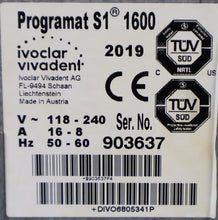 Programat S1® 1600
ivoclar
vivadent
2019
Ivoclar Vivadent AG
FL-9494 Schaan
Liechtenstein
Made in Austria
CE
TÜV
SÜD
NRTL
TÜV
SÜD
V ~ 118 - 240
A 16 - 8
Hz 50 - 60
Ser. No.
903637
+$903637P4
+DIVO6805341P